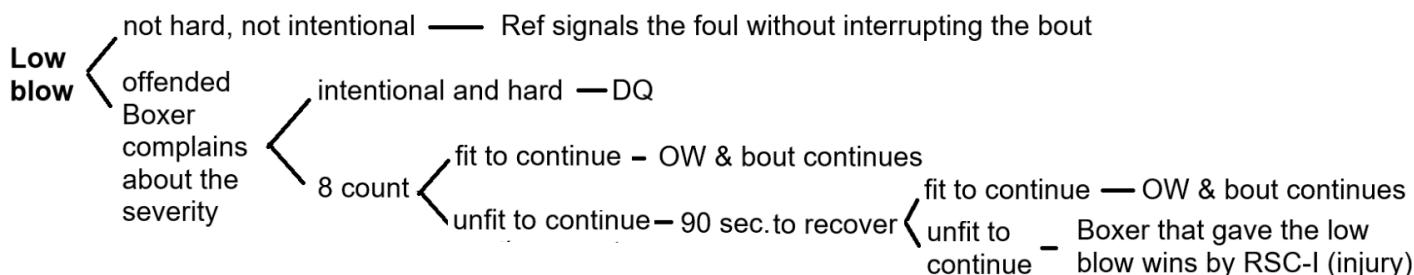 Low
blow
not hard, not intentional
Ref signals the foul without interrupting the bout
offended
Boxer
complains
about the
severity
intentional and hard
DQ
8 count
fit to continue
OW & bout continues
unfit to continue
90 sec. to recover
fit to continue
OW & bout continues
unfit to
continue
Boxer that gave the low
blow wins by RSC-I (injury)